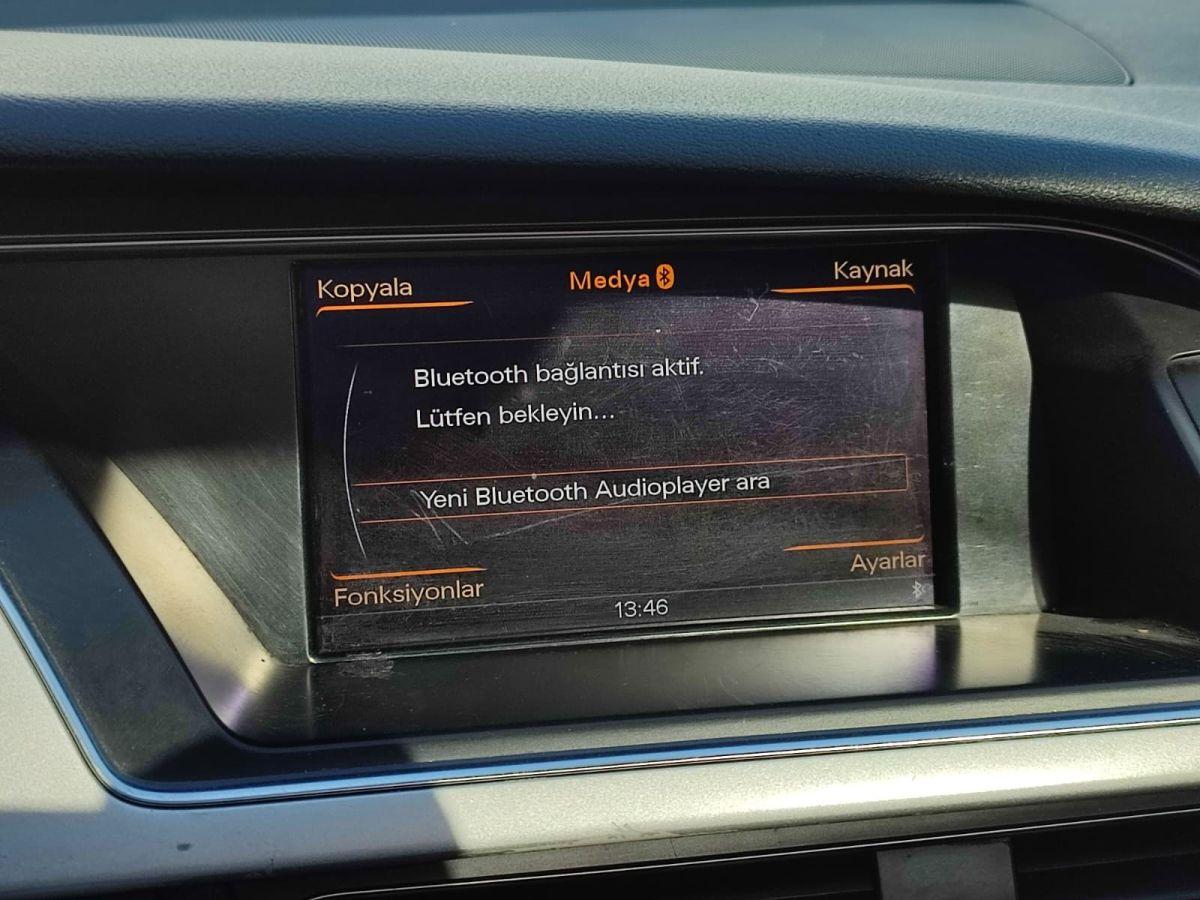 Kopyala
Medya
Kaynak
Bluetooth bağlantısı aktif.
Lütfen bekleyin...
Yeni Bluetooth Audioplayer ara
Fonksiyonlar
Ayarlar
13:46